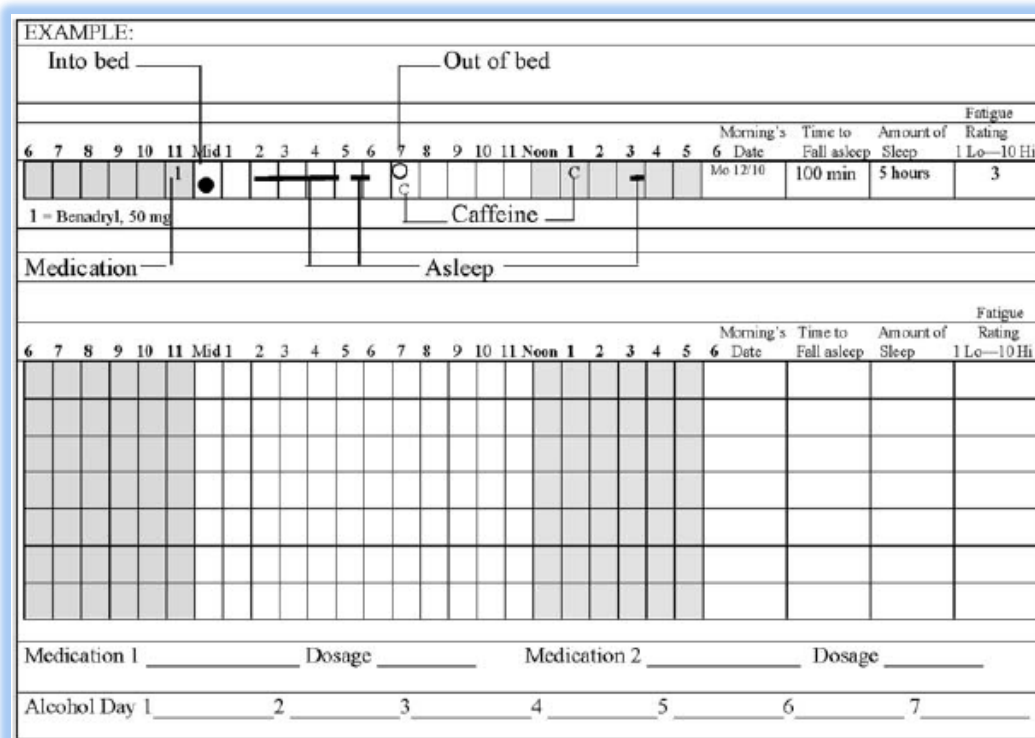 EXAMPLE:
Into bed Out of bed
Fatigue
Morning's Time to Amount of Rating
6 7 8 9 10 11 Mid 1 2 3 4 5 6 7 8 9 10 11 Noon 1 2 3 4 5 6 Date Fall asleep Sleep 1 Lo—10 Hi
1 C C Mo 12/10 100 min 5 hours 3
1 = Benadryl, 50 mg Caffeine
Medication Asleep
Fatigue
Morning's Time to Amount of Rating
6 7 8 9 10 11 Mid 1 2 3 4 5 6 7 8 9 10 11 Noon 1 2 3 4 5 6 Date Fall asleep Sleep 1 Lo—10 Hi
Medication 1 Dosage Medication 2 Dosage
Alcohol Day 1 2 3 4 5 6 7